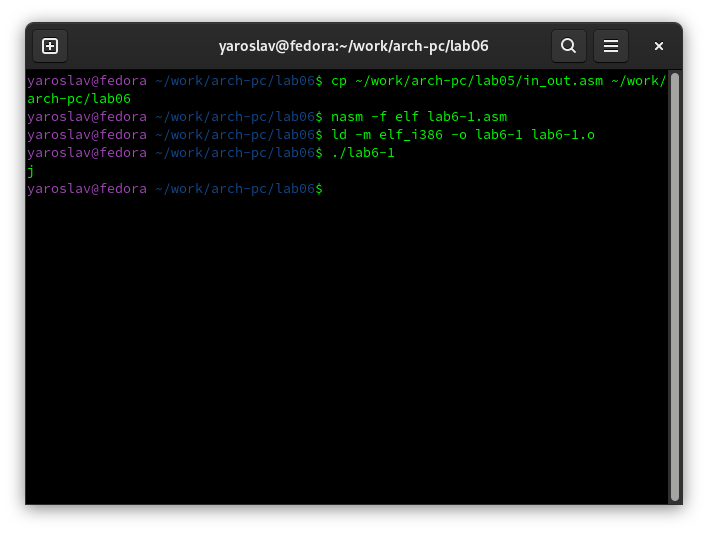 yaroslav@fedora:~/work/arch-pc/lab06
yaroslav@fedora ~/work/arch-pc/lab06$ cp ~/work/arch-pc/lab05/in_out.asm ~/work/
arch-pc/lab06
yaroslav@fedora ~/work/arch-pc/lab06$ nasm -f elf lab6-1.asm
yaroslav@fedora ~/work/arch-pc/lab06$ ld -m elf_i386 -o lab6-1 lab6-1.o
yaroslav@fedora ~/work/arch-pc/lab06$ ./lab6-1
j
yaroslav@fedora ~/work/arch-pc/lab06$